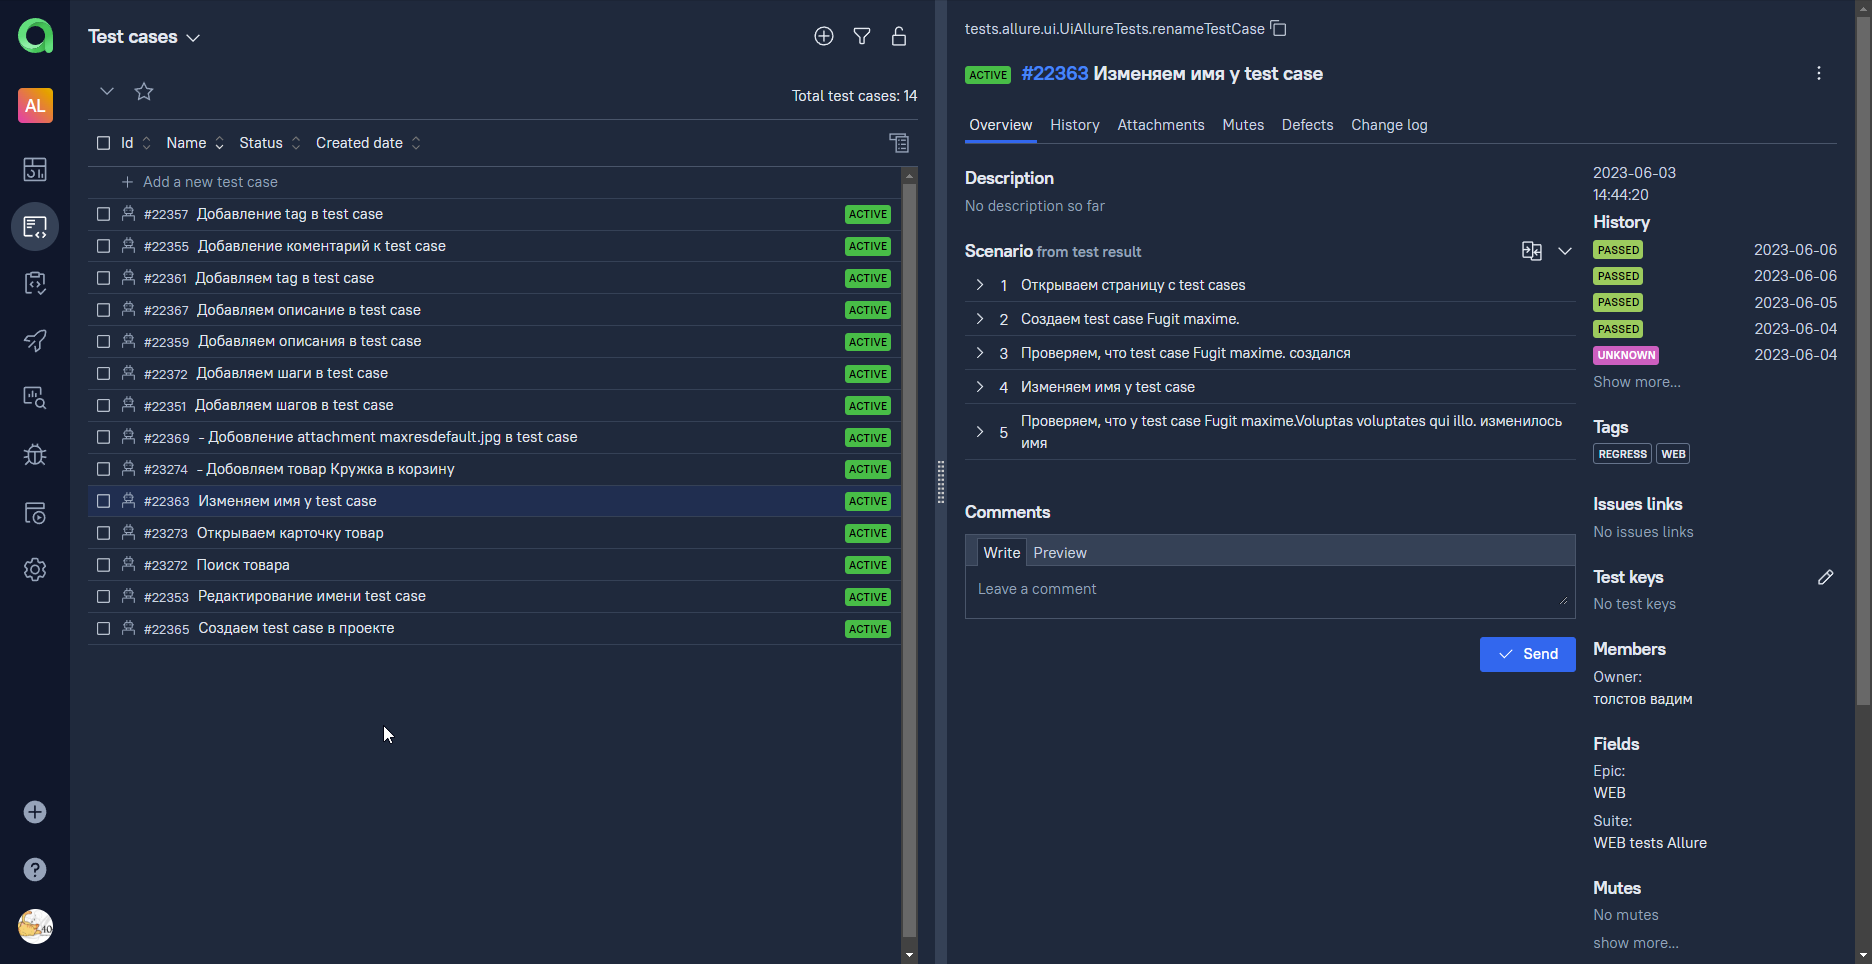 Test cases
AL
Total test cases: 14
Id Name Status Created date
Add a new test case
#22357 Добавление tag в test case ACTIVE
#22355 Добавление коментарий к test case ACTIVE
#22361 Добавляем tag в test case ACTIVE
#22367 Добавляем описание в test case ACTIVE
#22359 Добавляем описания в test case ACTIVE
#22372 Добавляем шаги в test case ACTIVE
#22351 Добавляем шагов в test case ACTIVE
#22369 - Добовление attachment maxresdefault.jpg в test case ACTIVE
#23274 - Добовляем товар Кружка в корзину ACTIVE
#22363 Изменяем имя у test case ACTIVE
#23273 Открываем карточку товар ACTIVE
#23272 Поиск товара ACTIVE
#22353 Редактирование имени test case ACTIVE
#22365 Создаем test case в проекте ACTIVE
tests.allure.ui.UiAllureTests.renameTestCase
ACTIVE #22363 Изменяем имя у test case
Overview History Attachments Mutes Defects Change log
Description
No description so far
Scenario from test result
1 Открываем страницу с test cases
2 Создаем test case Fugit maxime.
3 Проверяем, что test case Fugit maxime. создался
4 Изменяем имя у test case
5 Проверяем, что у test case Fugit maxime.Voluptas voluptates qui illo. изменилось
имя
Comments
Write Preview
Leave a comment
Send
2023-06-03
14:44:20
History
PASSED 2023-06-06
PASSED 2023-06-06
PASSED 2023-06-05
PASSED 2023-06-04
UNKNOWN 2023-06-04
Show more...
Tags
REGRESS WEB
Issues links
No issues links
Test keys
No test keys
Members
Owner:
толстов вадим
Fields
Epic:
WEB
Suite:
WEB tests Allure
Mutes
No mutes
show more...